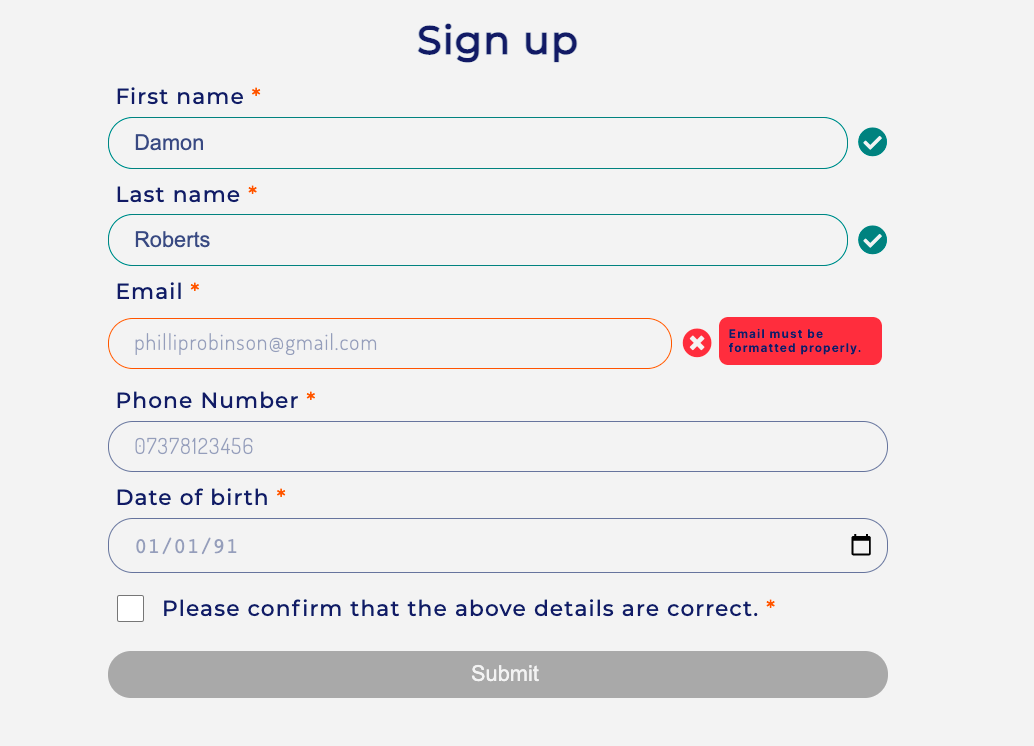 Sign up
First name *
Damon
Last name *
Roberts
Email *
philliprobinson@gmail.com
Email must be
formatted properly.
Phone Number *
07378123456
Date of birth *
01/01/91
Please confirm that the above details are correct. *
Submit